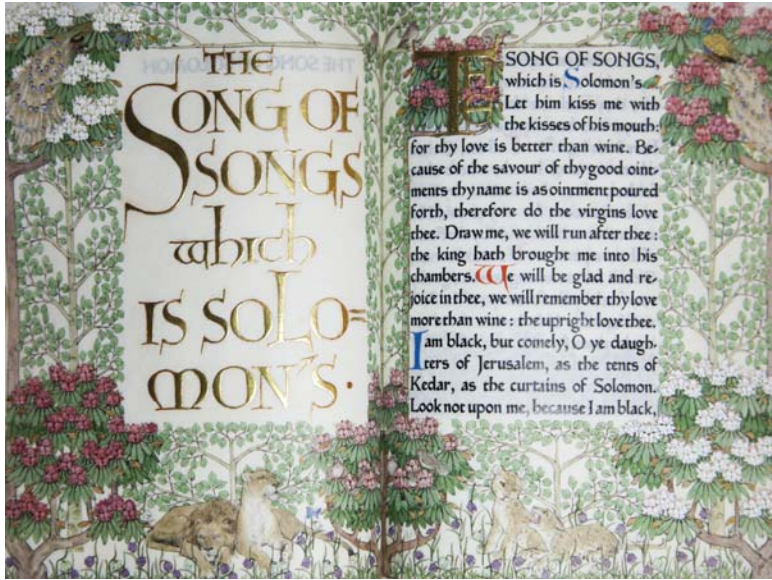 THE
SONG OF
SONGS
which
IS SOLO=
MON'S.
THE SONG OF SONGS,
which is Solomon's.
Let him kiss me with
the kisses of his mouth:
for thy love is better than wine. Be-
cause of the savour of thy good oint-
ments thy name is as ointment poured
forth, therefore do the virgins love
thee. Draw me, we will run after thee:
the king hath brought me into his
chambers. We will be glad and re-
joice in thee, we will remember thy love
more than wine: the upright love thee.
I am black, but comely, O ye daugh-
ters of Jerusalem, as the tents of
Kedar, as the curtains of Solomon.
Look not upon me, because I am black,